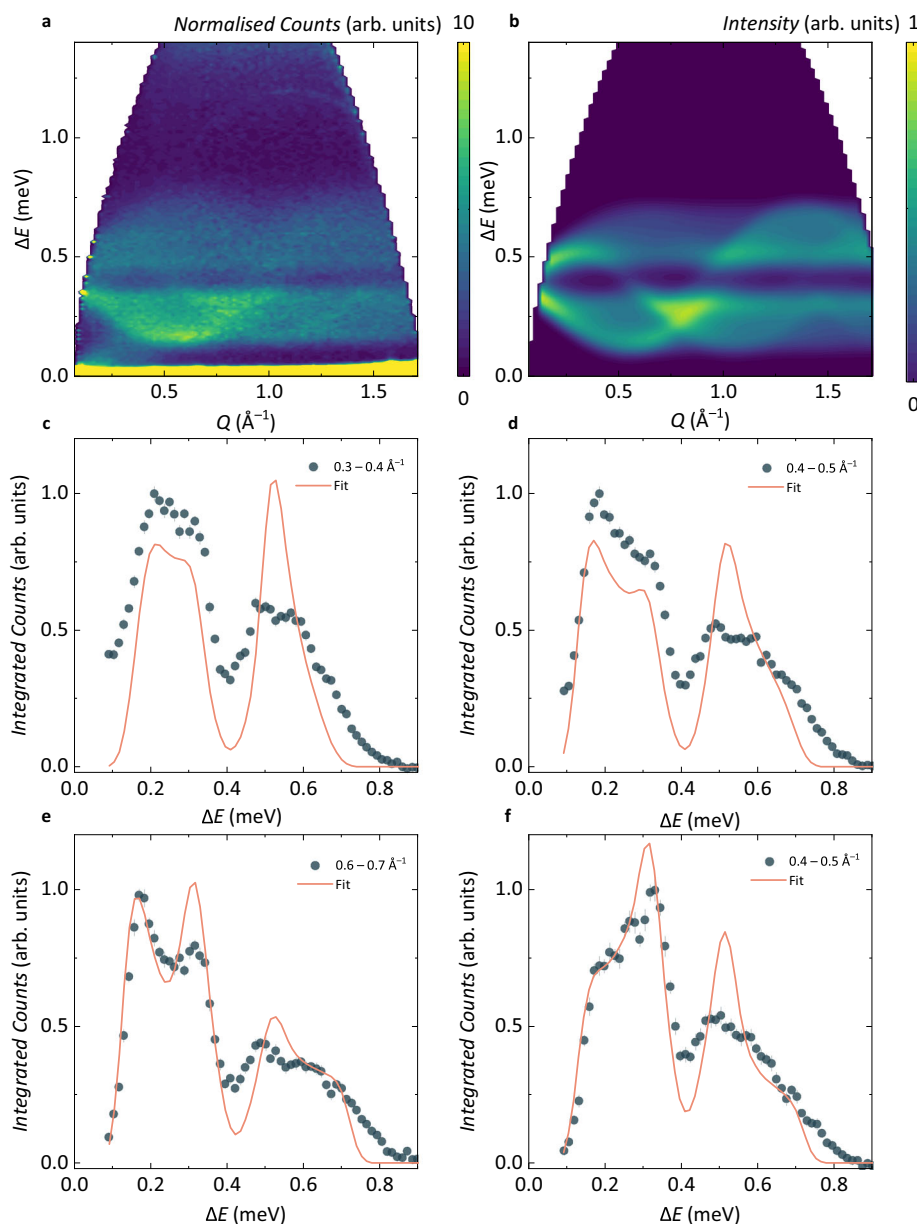 a
Normalised Counts (arb. units)
10
0
ΔE (meV)
1.0
0.5
0.0
0.5
1.0
1.5
Q (Å⁻¹)
b
Intensity (arb. units)
1
0
ΔE (meV)
1.0
0.5
0.0
0.5
1.0
1.5
Q (Å⁻¹)
c
0.3 – 0.4 Å⁻¹
Fit
Integrated Counts (arb. units)
1.0
0.5
0.0
0.0 0.2 0.4 0.6 0.8
ΔE (meV)
d
0.4 – 0.5 Å⁻¹
Fit
Integrated Counts (arb. units)
1.0
0.5
0.0
0.0 0.2 0.4 0.6 0.8
ΔE (meV)
e
0.6 – 0.7 Å⁻¹
Fit
Integrated Counts (arb. units)
1.0
0.5
0.0
0.0 0.2 0.4 0.6 0.8
ΔE (meV)
f
0.4 – 0.5 Å⁻¹
Fit
Integrated Counts (arb. units)
1.0
0.5
0.0
0.0 0.2 0.4 0.6 0.8
ΔE (meV)